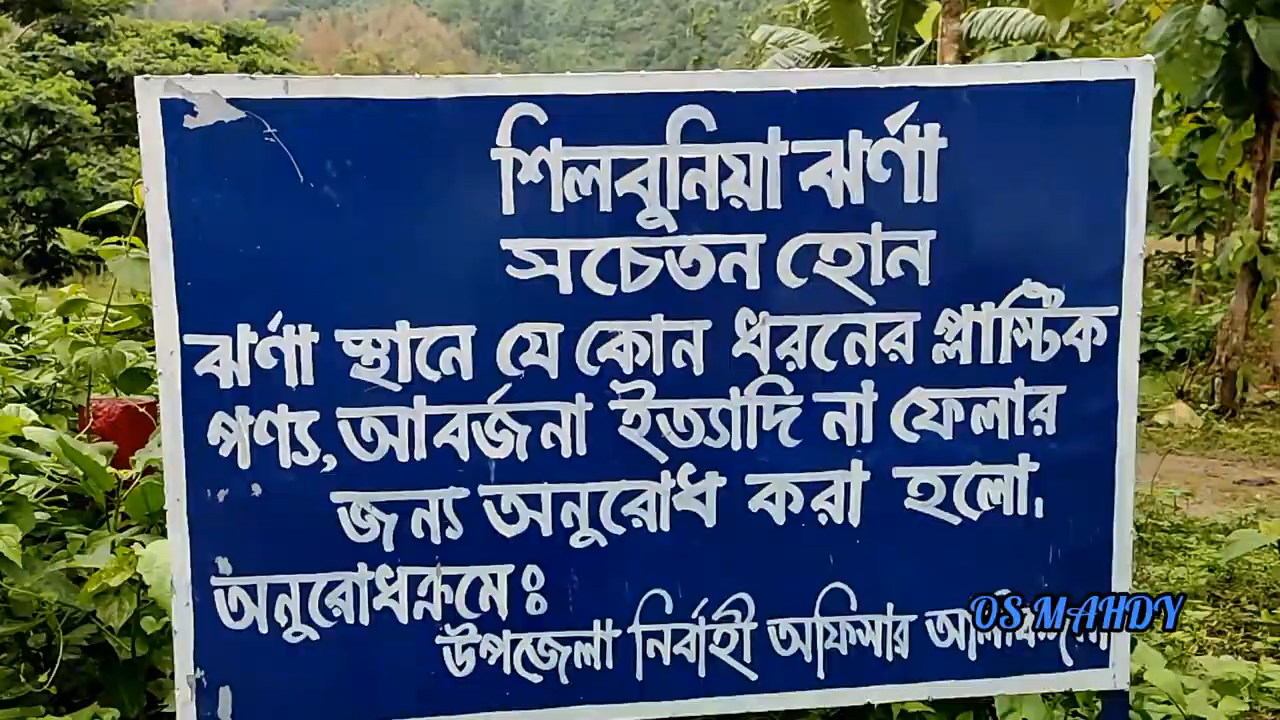 শিলবুনিয়া ঝর্ণা
সচেতন হোন
ঝর্ণা স্থানে যে কোন ধরনের প্লাস্টিক
পণ্য, আবর্জনা ইত্যাদি না ফেলার
জন্য অনুরোধ করা হলো.
অনুরোধক্রমেঃ
উপজেলা নির্বাহী অফিসার
OS MAHDY